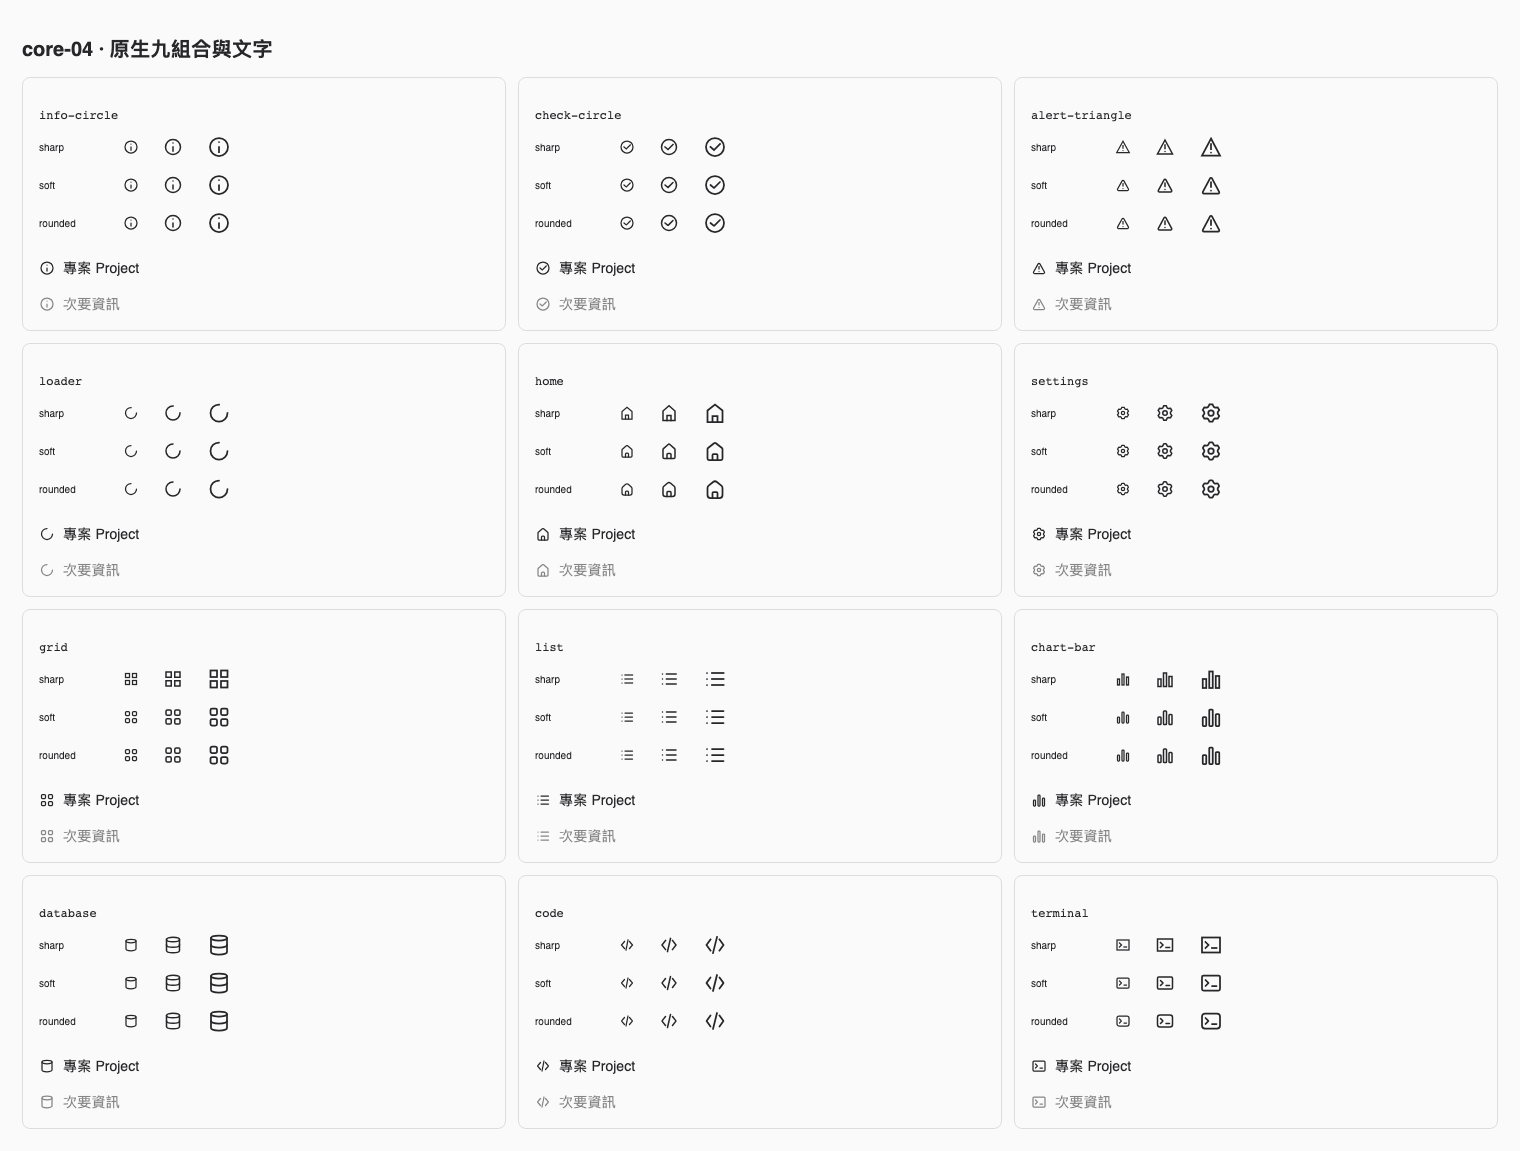 core-04 · 原生九組合與文字
info-circle
sharp
soft
rounded
專案 Project
次要資訊
check-circle
sharp
soft
rounded
專案 Project
次要資訊
alert-triangle
sharp
soft
rounded
專案 Project
次要資訊
loader
sharp
soft
rounded
專案 Project
次要資訊
home
sharp
soft
rounded
專案 Project
次要資訊
settings
sharp
soft
rounded
專案 Project
次要資訊
grid
sharp
soft
rounded
專案 Project
次要資訊
list
sharp
soft
rounded
專案 Project
次要資訊
chart-bar
sharp
soft
rounded
專案 Project
次要資訊
database
sharp
soft
rounded
專案 Project
次要資訊
code
sharp
soft
rounded
專案 Project
次要資訊
terminal
sharp
soft
rounded
專案 Project
次要資訊